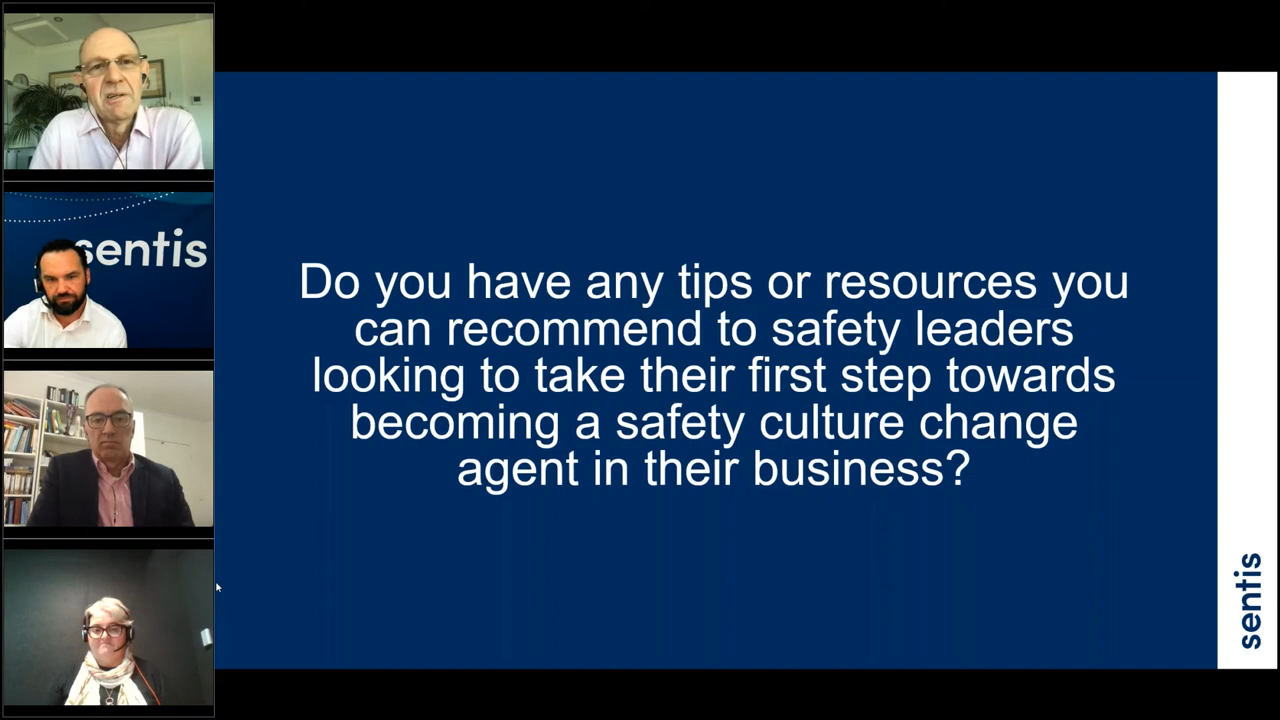 sentis
Do you have any tips or resources you
can recommend to safety leaders
looking to take their first step towards
becoming a safety culture change
agent in their business?
sentis